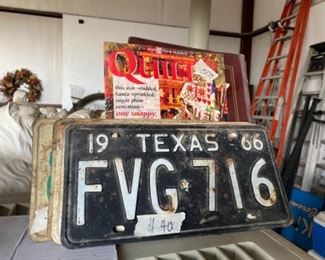 Quilt
this star-studded,
Santa-sprinkled,
sugar plum
sensation—
one snappy,
19 TEXAS 66
FVG★716
# 40